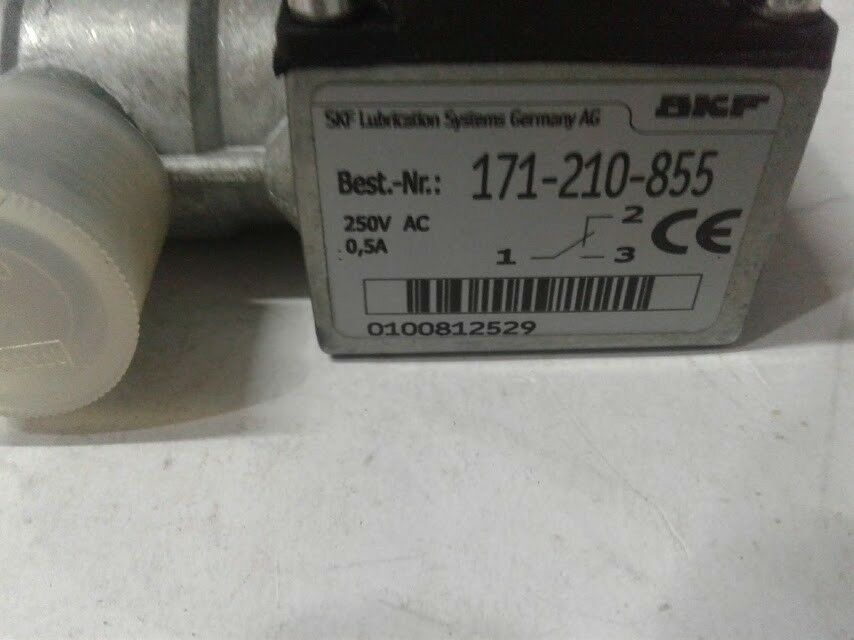 SKF Lubrication Systems Germany AG
SKF
Best.-Nr.: 171-210-855
250V AC
0,5A
1
2
3
CE
0100812529